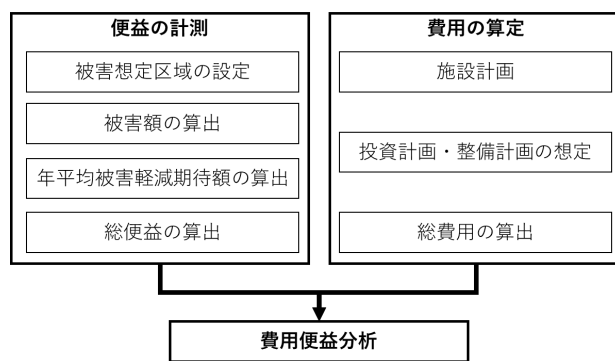 便益の計測
被害想定区域の設定
被害額の算出
年平均被害軽減期待額の算出
総便益の算出
費用の算定
施設計画
投資計画・整備計画の想定
総費用の算出
費用便益分析